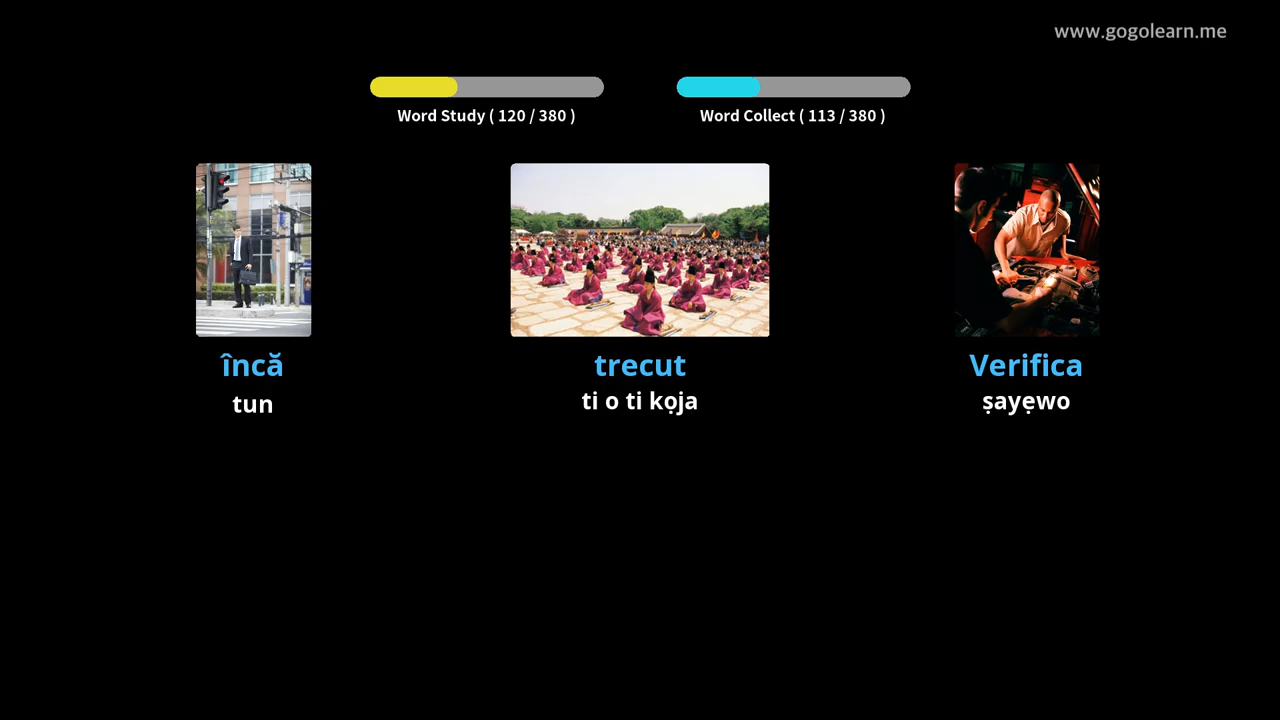 www.gogolearn.me
Word Study ( 120 / 380 )
Word Collect ( 113 / 380 )
încă
trecut
Verifica
tun
ti o ti kọja
ṣayẹwo